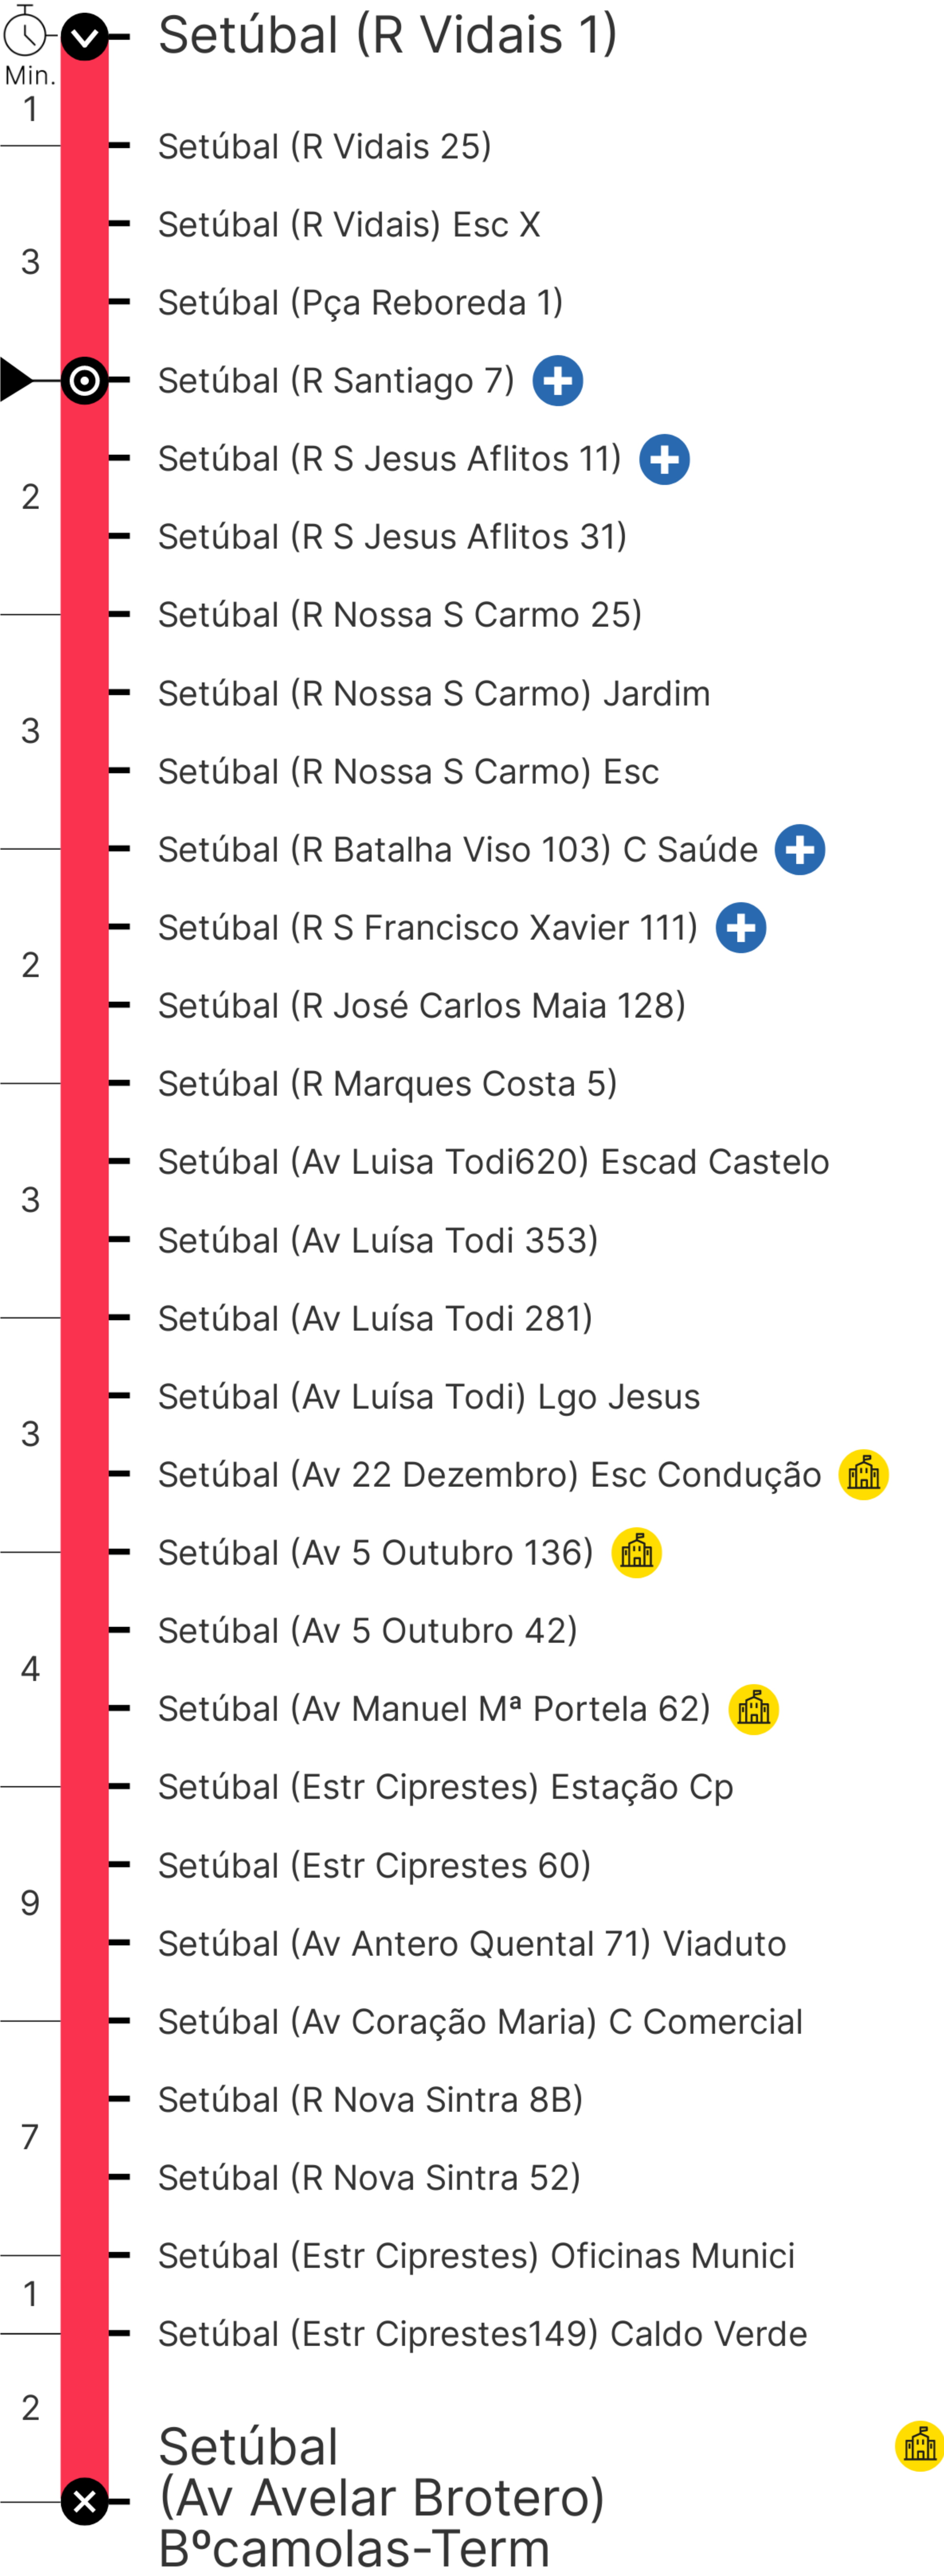 Setúbal (R Vidais 1)
Min.
1
Setúbal (R Vidais 25)
Setúbal (R Vidais) Esc X
3
Setúbal (Pça Reboreda 1)
Setúbal (R Santiago 7)
Setúbal (R S Jesus Aflitos 11)
2
Setúbal (R S Jesus Aflitos 31)
Setúbal (R Nossa S Carmo 25)
Setúbal (R Nossa S Carmo) Jardim
3
Setúbal (R Nossa S Carmo) Esc
Setúbal (R Batalha Viso 103) C Saúde
Setúbal (R S Francisco Xavier 111)
2
Setúbal (R José Carlos Maia 128)
Setúbal (R Marques Costa 5)
Setúbal (Av Luisa Todi620) Escad Castelo
3
Setúbal (Av Luísa Todi 353)
Setúbal (Av Luísa Todi 281)
Setúbal (Av Luísa Todi) Lgo Jesus
3
Setúbal (Av 22 Dezembro) Esc Condução
Setúbal (Av 5 Outubro 136)
Setúbal (Av 5 Outubro 42)
4
Setúbal (Av Manuel Mª Portela 62)
Setúbal (Estr Ciprestes) Estação Cp
Setúbal (Estr Ciprestes 60)
9
Setúbal (Av Antero Quental 71) Viaduto
Setúbal (Av Coração Maria) C Comercial
Setúbal (R Nova Sintra 8B)
7
Setúbal (R Nova Sintra 52)
Setúbal (Estr Ciprestes) Oficinas Munici
1
Setúbal (Estr Ciprestes149) Caldo Verde
2
Setúbal
(Av Avelar Brotero)
Bºcamolas-Term